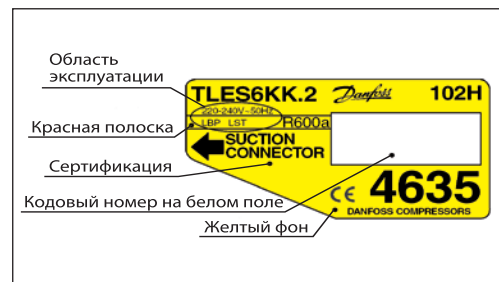 Область
эксплуатации
Красная полоска
Сертификация
Кодовый номер на белом поле
Желтый фон
TLES6KK.2 Danfoss 102H
220-240V~50HZ
LBP LST R600a
SUCTION
CONNECTOR
CE 4635
DANFOSS COMPRESSORS